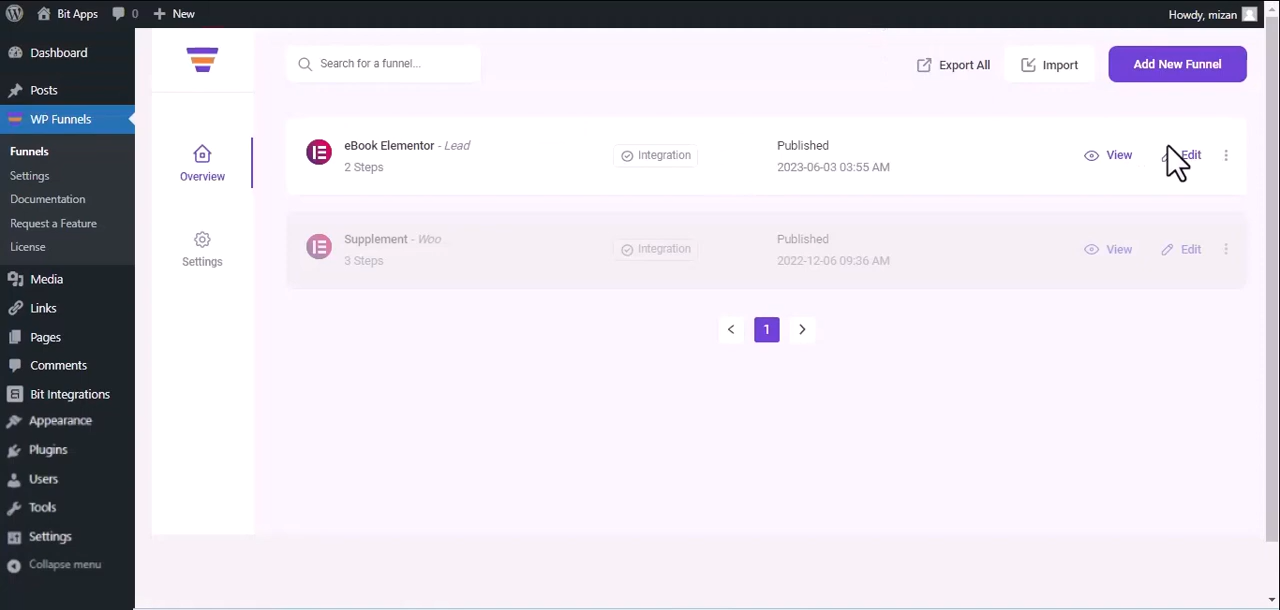 Bit Apps 0 New Howdy, mizan
Dashboard
Posts
WP Funnels
Funnels
Settings
Documentation
Request a Feature
License
Media
Links
Pages
Comments
Bit Integrations
Appearance
Plugins
Users
Tools
Settings
Collapse menu
Overview
Settings
Search for a funnel...
Export All Import Add New Funnel
eBook Elementor - Lead
2 Steps
Integration
Published
2023-06-03 03:55 AM
View Edit
Supplement - Woo..
3 Steps
Integration
Published
2022-12-06 09:36 AM
View Edit
< 1 >